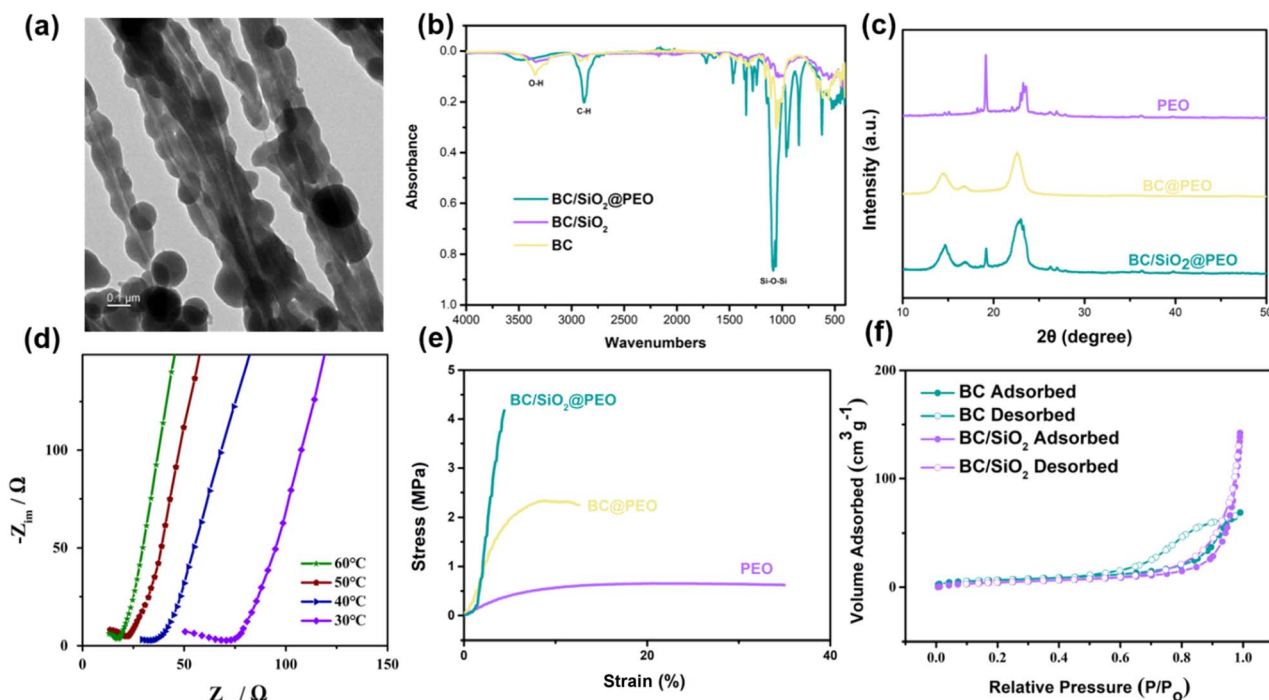 (a)
0.1 μm
(b)
Absorbance
0.0
0.2
0.4
0.6
0.8
1.0
O-H
C-H
Si-O-Si
BC/SiO₂@PEO
BC/SiO₂
BC
4000 3500 3000 2500 2000 1500 1000 500
Wavenumbers
(c)
Intensity (a.u.)
PEO
BC@PEO
BC/SiO₂@PEO
10 20 30 40 50
2θ (degree)
(d)
-Z_im / Ω
100
50
0
60°C
50°C
40°C
30°C
0 50 100 150
Z / Ω
(e)
Stress (MPa)
5
4
3
2
1
0
BC/SiO₂@PEO
BC@PEO
PEO
0 10 20 30 40
Strain (%)
(f)
Volume Adsorbed (cm³ g⁻¹)
200
100
0
BC Adsorbed
BC Desorbed
BC/SiO₂ Adsorbed
BC/SiO₂ Desorbed
0.0 0.2 0.4 0.6 0.8 1.0
Relative Pressure (P/P₀)